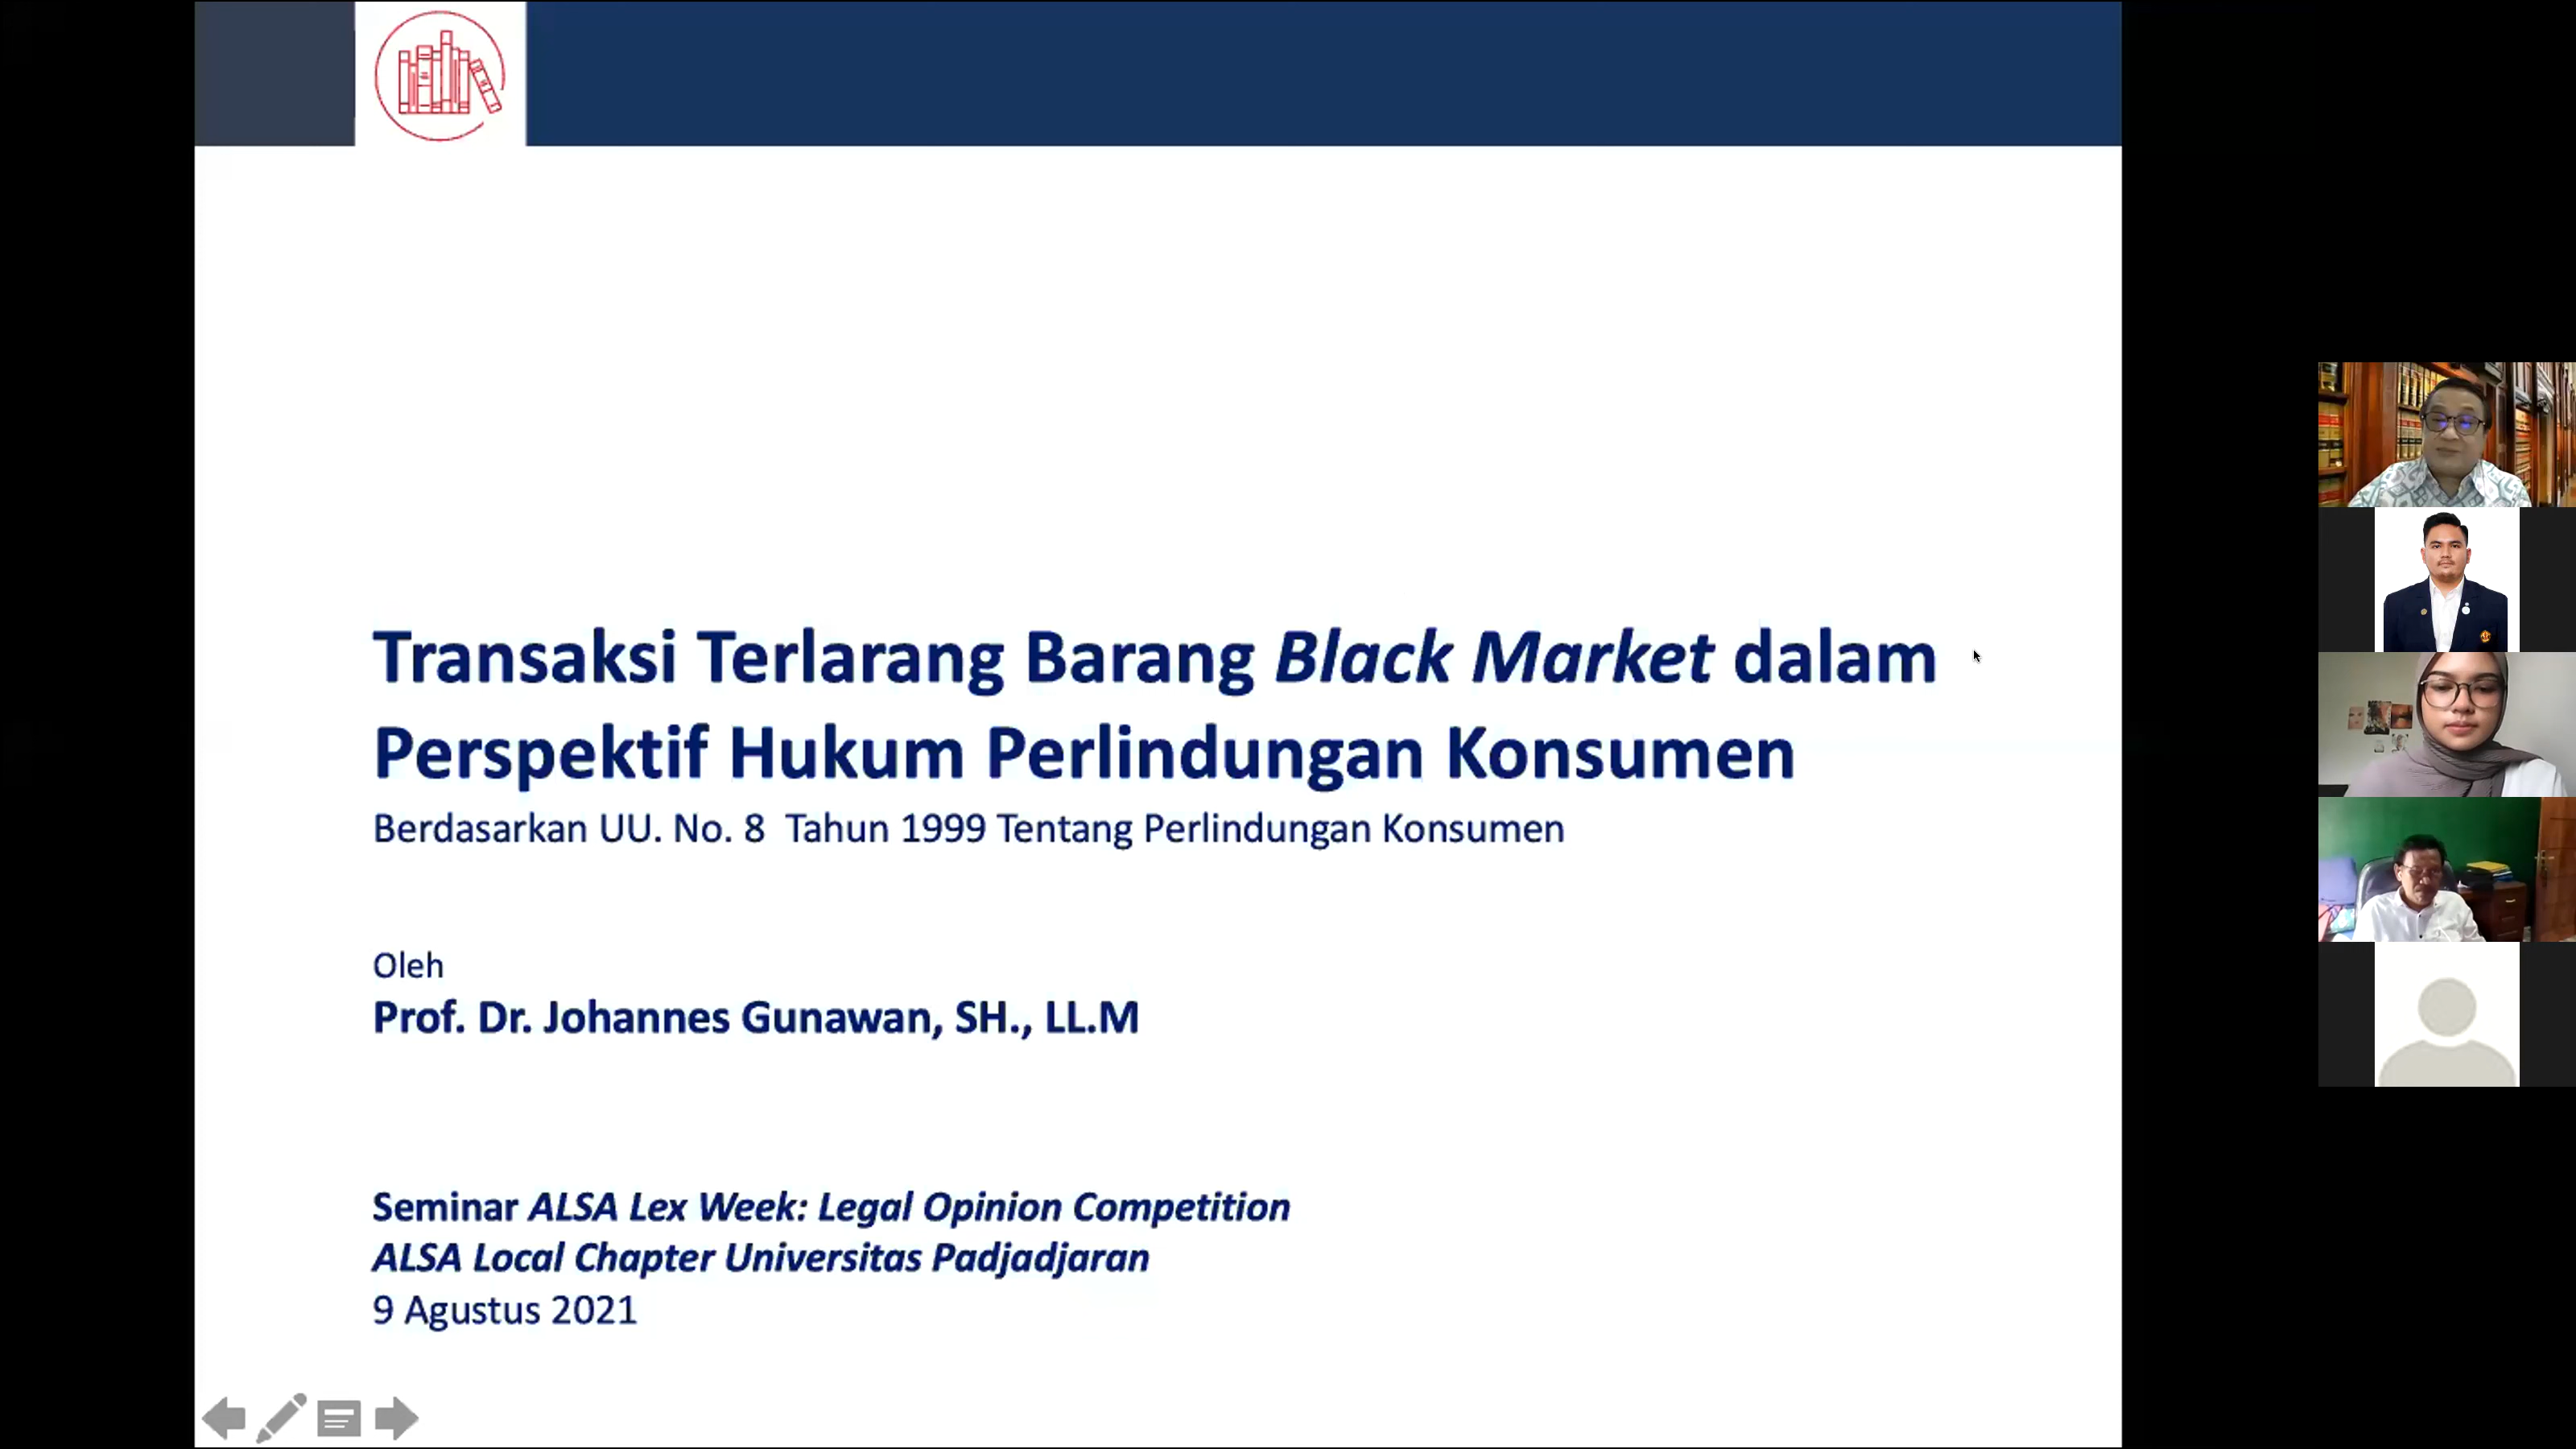 Transaksi Terlarang Barang Black Market dalam
Perspektif Hukum Perlindungan Konsumen
Berdasarkan UU. No. 8  Tahun 1999 Tentang Perlindungan Konsumen
Oleh
Prof. Dr. Johannes Gunawan, SH., LL.M
Seminar ALSA Lex Week: Legal Opinion Competition
ALSA Local Chapter Universitas Padjadjaran
9 Agustus 2021